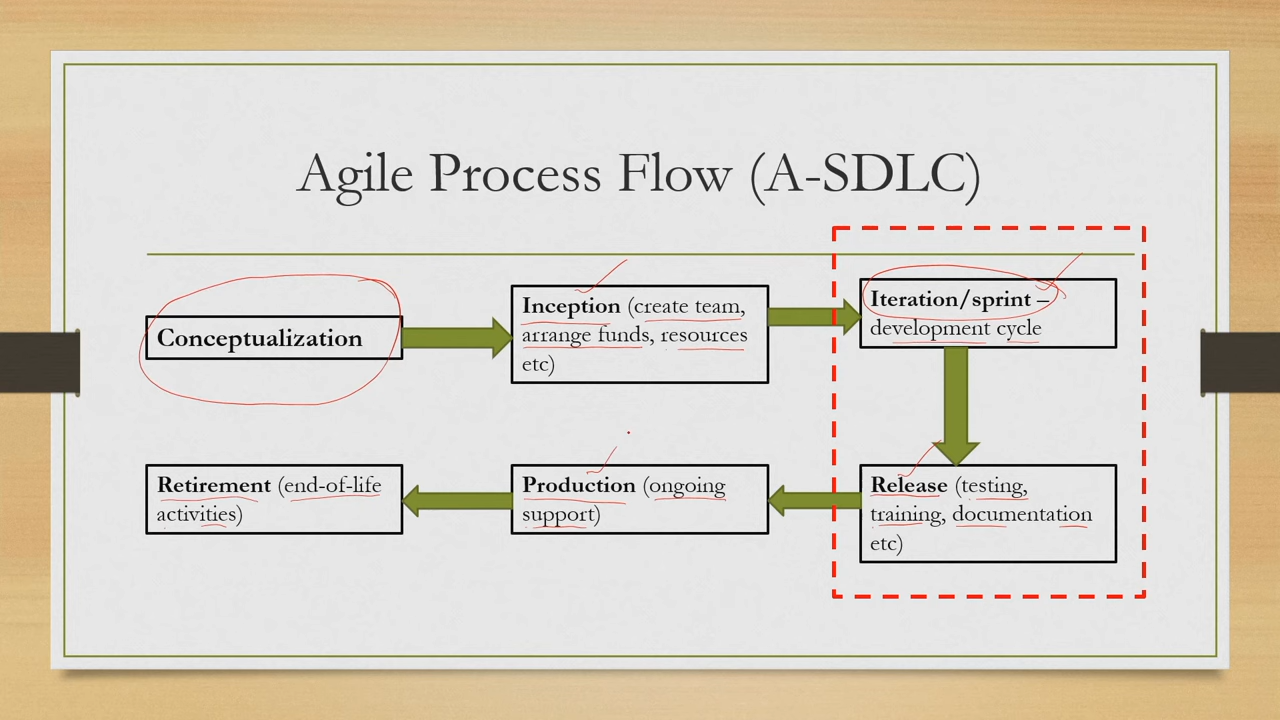 Agile Process Flow (A-SDLC)
Conceptualization
Inception (create team,
arrange funds, resources
etc)
Iteration/sprint –
development cycle
Release (testing,
training, documentation
etc)
Production (ongoing
support)
Retirement (end-of-life
activities)